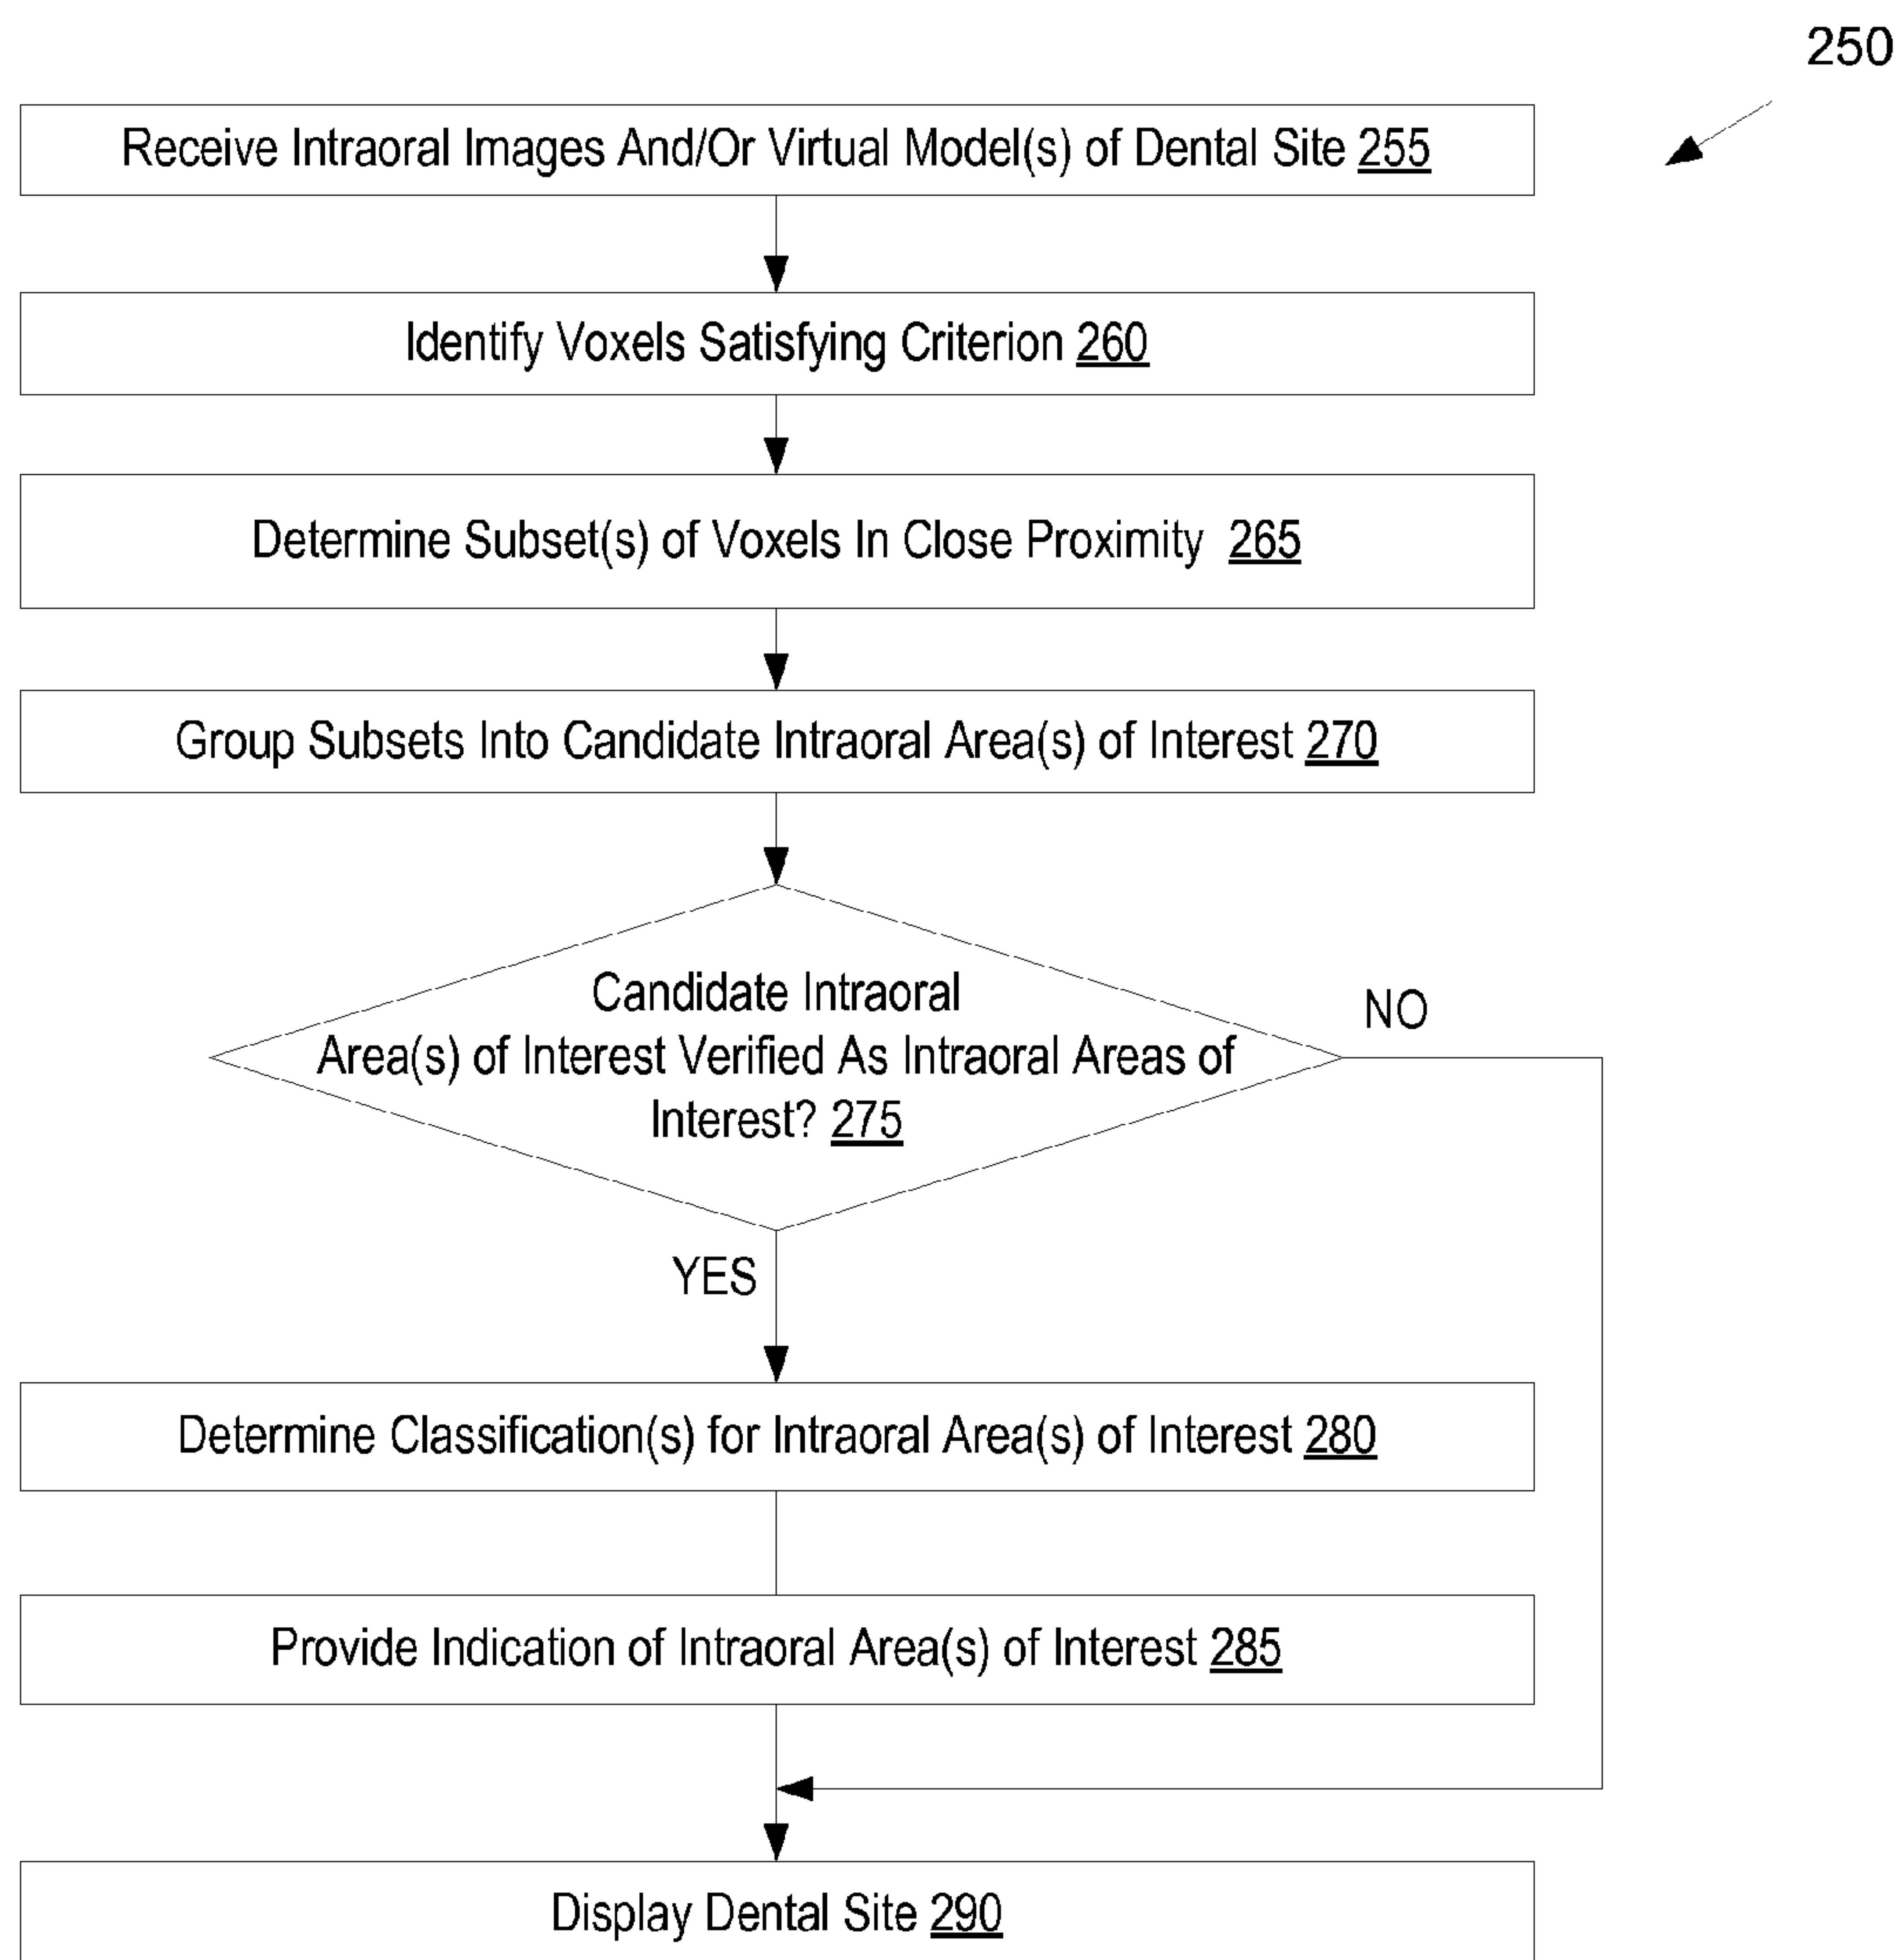 250
Receive Intraoral Images And/Or Virtual Model(s) of Dental Site 255
Identify Voxels Satisfying Criterion 260
Determine Subset(s) of Voxels In Close Proximity 265
Group Subsets Into Candidate Intraoral Area(s) of Interest 270
Candidate Intraoral
Area(s) of Interest Verified As Intraoral Areas of
Interest? 275
NO
YES
Determine Classification(s) for Intraoral Area(s) of Interest 280
Provide Indication of Intraoral Area(s) of Interest 285
Display Dental Site 290